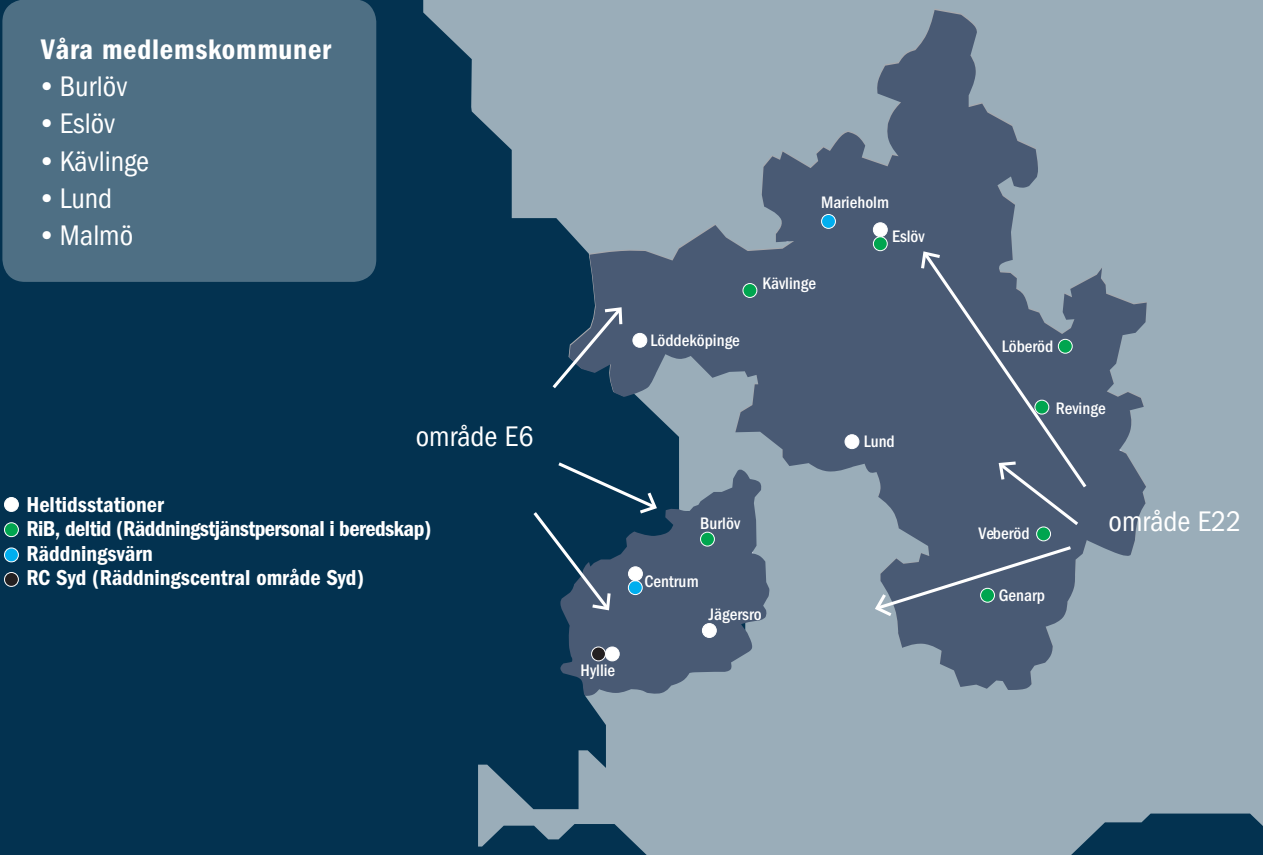 Våra medlemskommuner
• Burlöv
• Eslöv
• Kävlinge
• Lund
• Malmö
Marieholm
Eslöv
Kävlinge
Löddeköpinge
Löberöd
Revinge
område E6
Lund
Heltidsstationer
RiB, deltid (Räddningstjänstpersonal i beredskap)
Räddningsvärn
RC Syd (Räddningscentral område Syd)
område E22
Burlöv
Veberöd
Centrum
Genarp
Jägersro
Hyllie